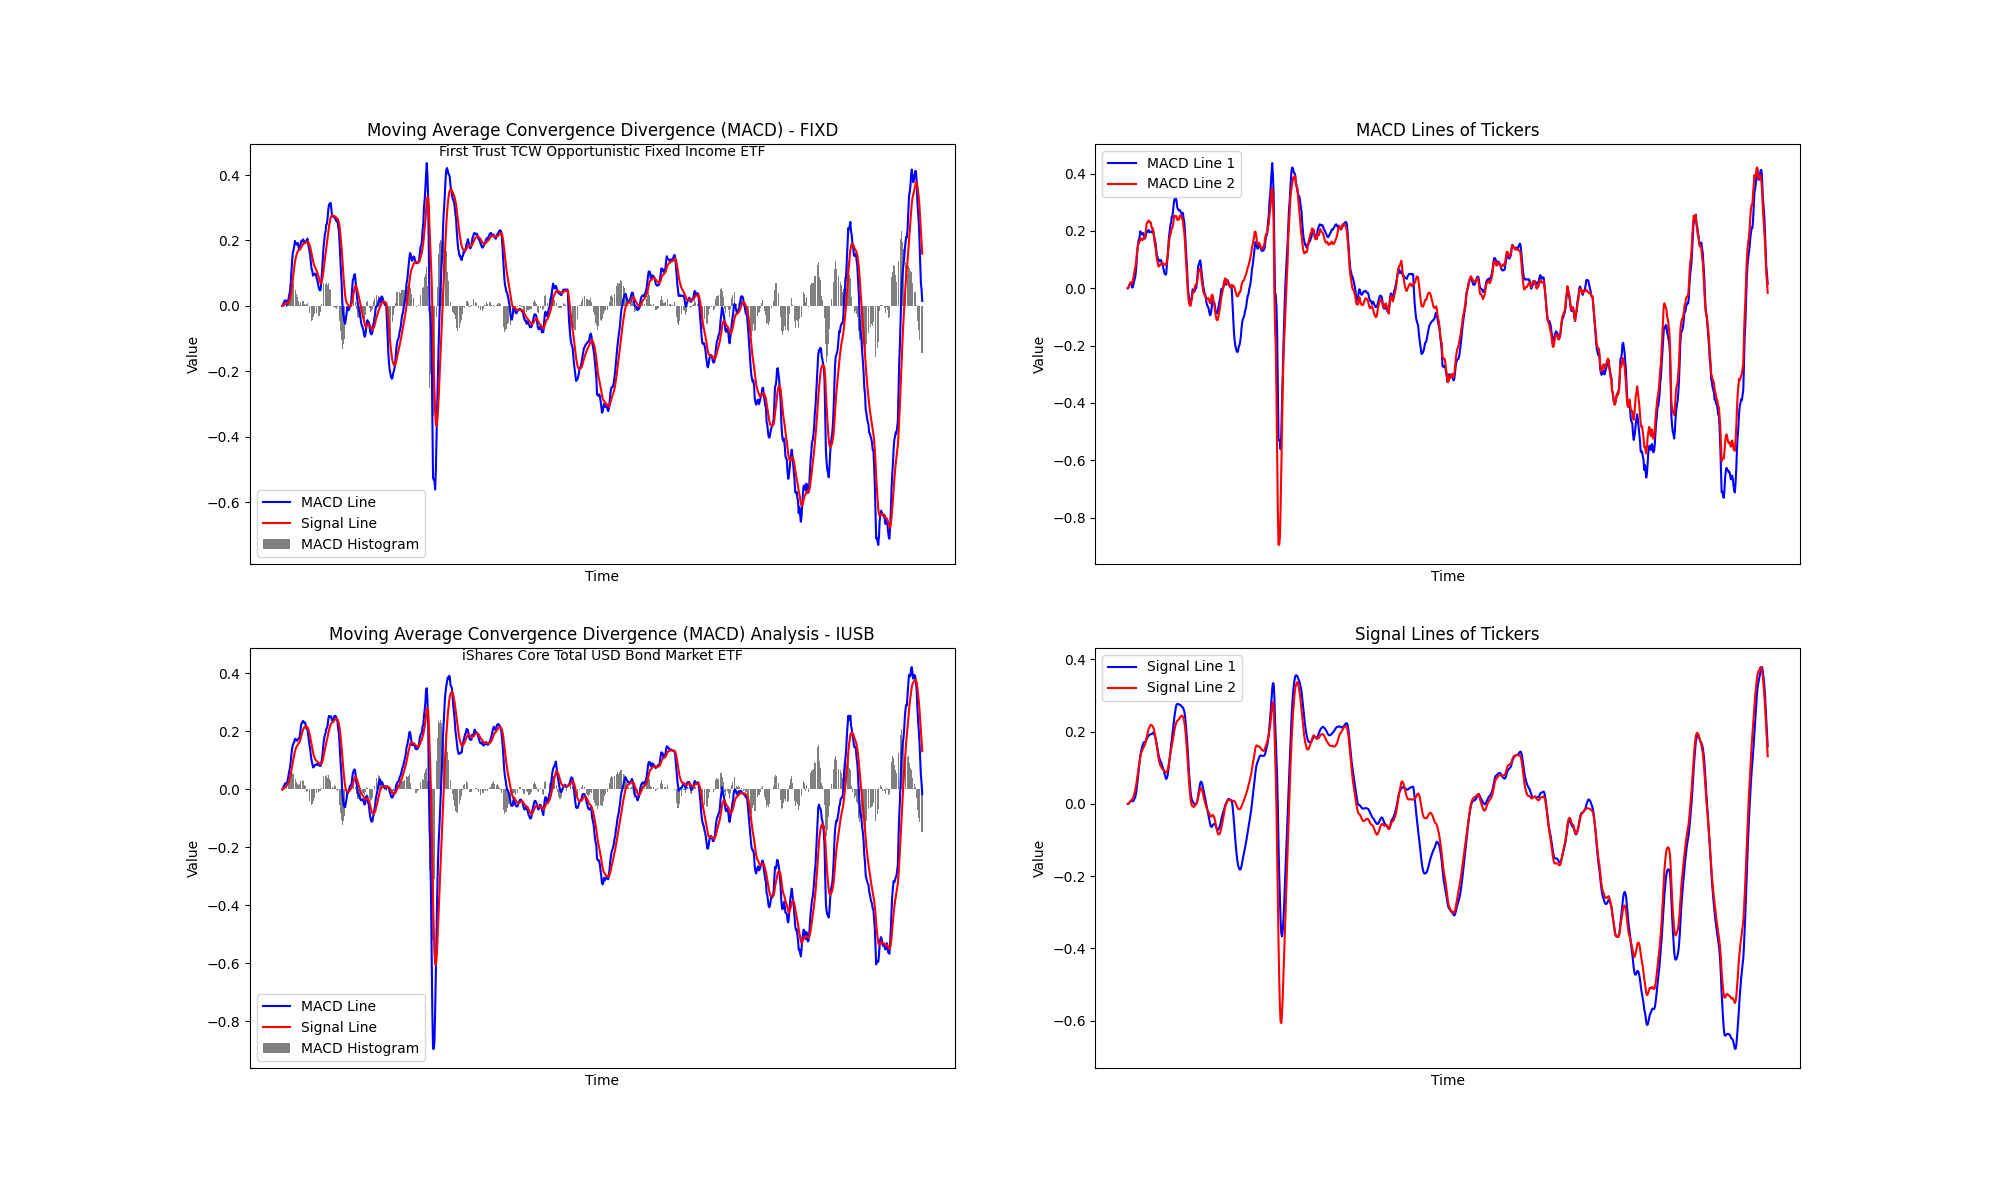 Moving Average Convergence Divergence (MACD) - FIXD
First Trust TCW Opportunistic Fixed Income ETF
0.4
0.2
0.0
−0.2
−0.4
−0.6
Value
MACD Line
Signal Line
MACD Histogram
Time
MACD Lines of Tickers
MACD Line 1
MACD Line 2
0.4
0.2
0.0
−0.2
−0.4
−0.6
−0.8
Value
Time
Moving Average Convergence Divergence (MACD) Analysis - IUSB
iShares Core Total USD Bond Market ETF
0.4
0.2
0.0
−0.2
−0.4
−0.6
−0.8
Value
MACD Line
Signal Line
MACD Histogram
Time
Signal Lines of Tickers
Signal Line 1
Signal Line 2
0.4
0.2
0.0
−0.2
−0.4
−0.6
Value
Time